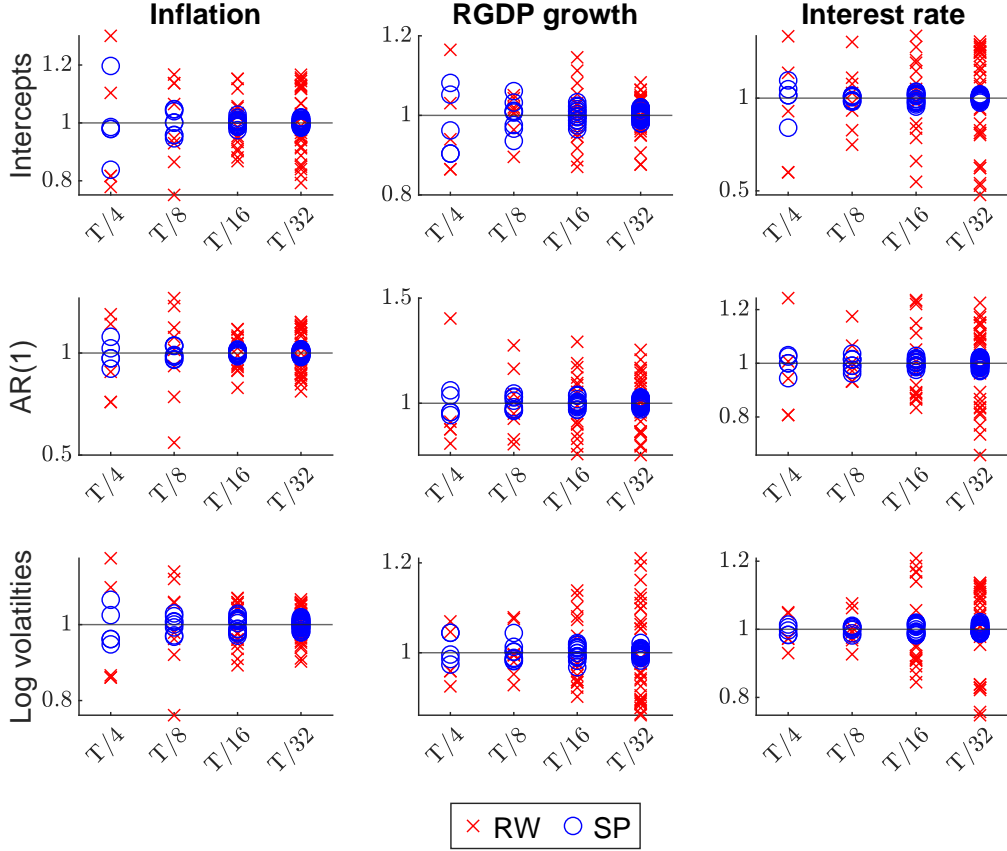 Inflation
RGDP growth
Interest rate
Intercepts
1.2
1
0.8
T/4
T/8
T/16
T/32
1.2
1
0.8
T/4
T/8
T/16
T/32
1
0.5
T/4
T/8
T/16
T/32
AR(1)
1
0.5
T/4
T/8
T/16
T/32
1.5
1
T/4
T/8
T/16
T/32
1.2
1
0.8
T/4
T/8
T/16
T/32
Log volatilties
1
0.8
T/4
T/8
T/16
T/32
1.2
1
T/4
T/8
T/16
T/32
1.2
1
0.8
T/4
T/8
T/16
T/32
RW
SP